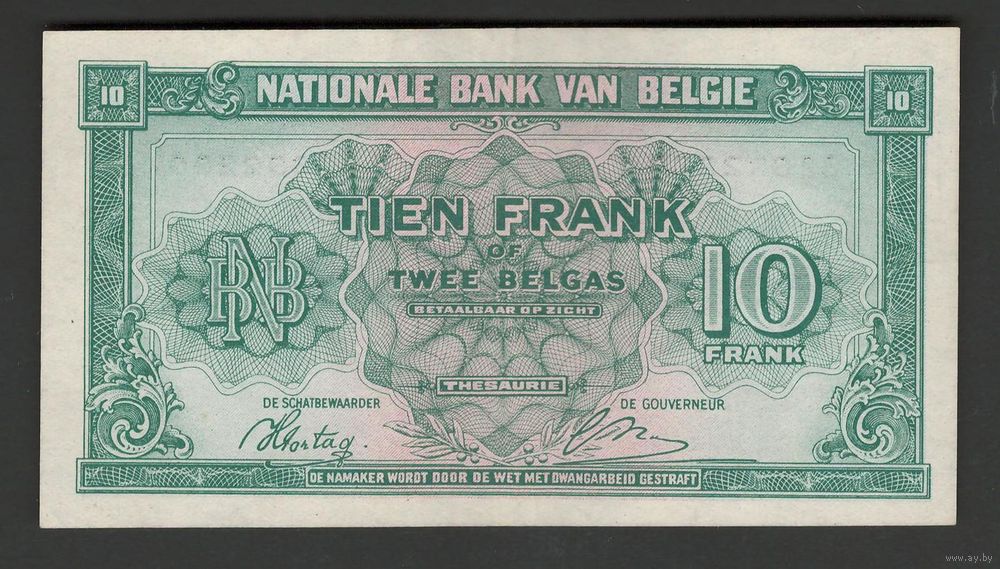 10 NATIONALE BANK VAN BELGIE 10
TIEN FRANK
OF
TWEE BELGAS
BETAALBAAR OP ZICHT
BNB
10
FRANK
THESAURIE
DE SCHATBEWAARDER
DE GOUVERNEUR
DE NAMAKER WORDT DOOR DE WET MET DWANGARBEID GESTRAFT
www.ay.by